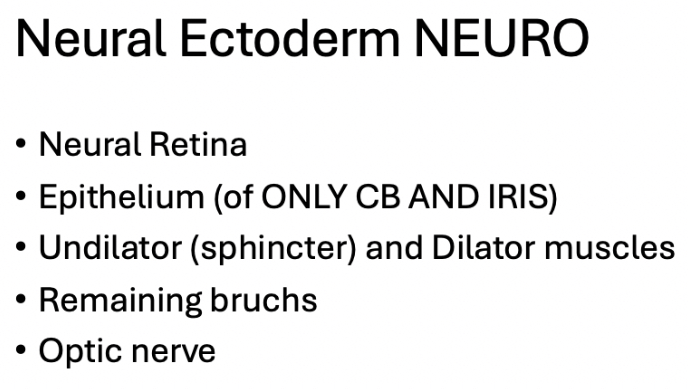 Neural Ectoderm NEURO
• Neural Retina
• Epithelium (of ONLY CB AND IRIS)
• Undilator (sphincter) and Dilator muscles
• Remaining bruchs
• Optic nerve